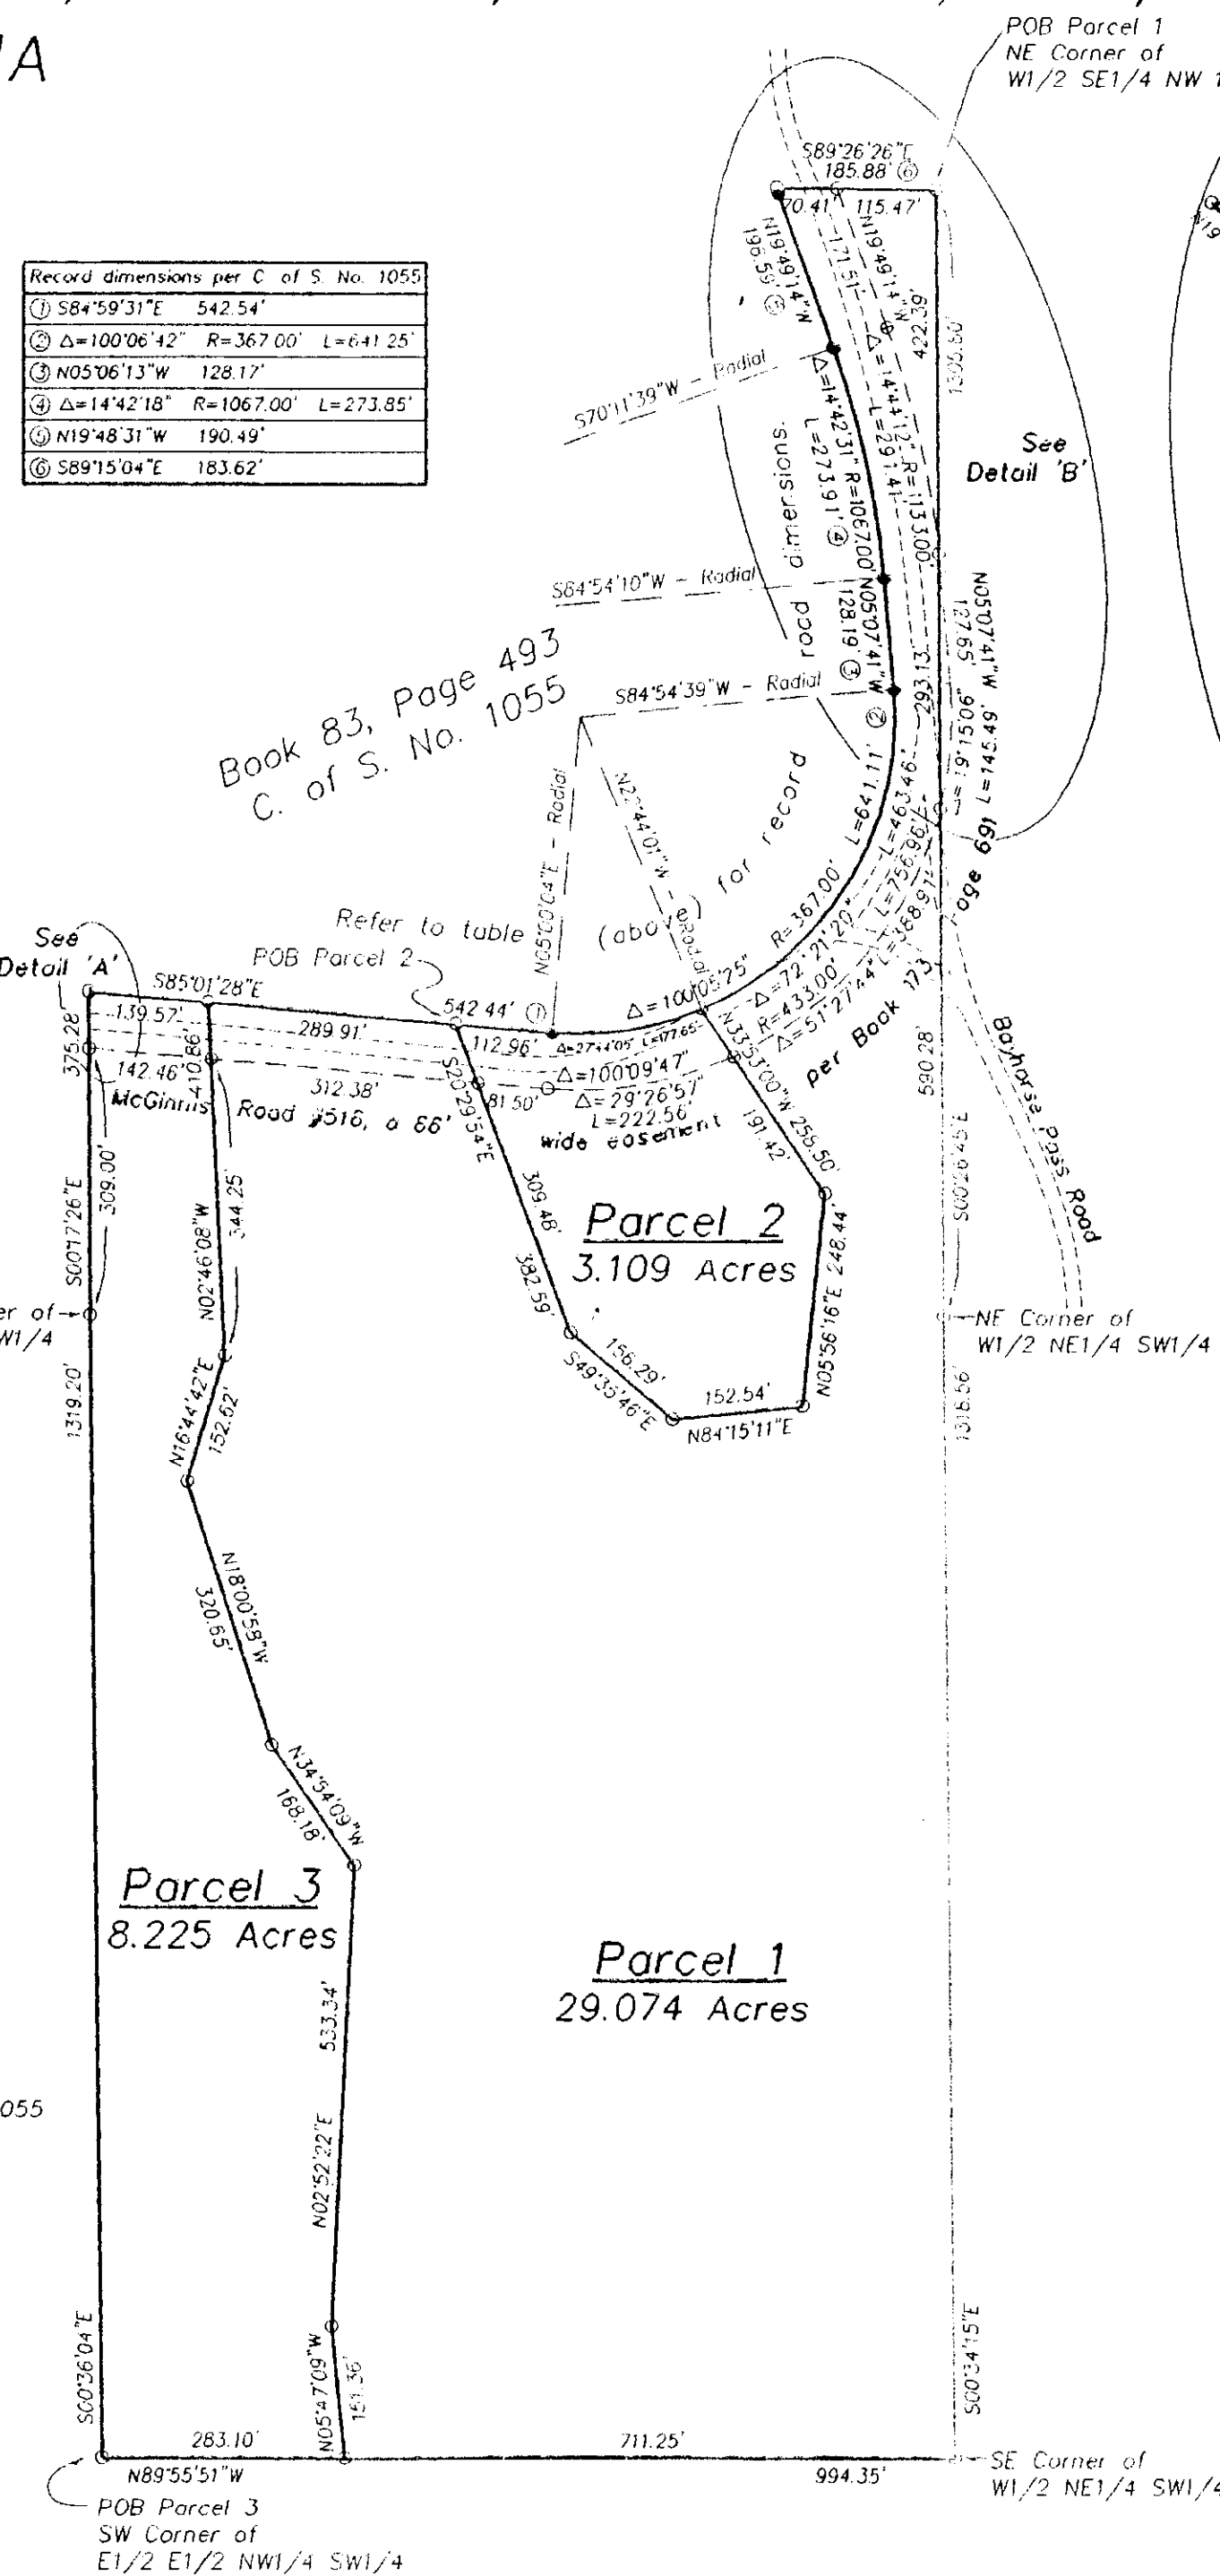 'A
POB Parcel 1
NE Corner of
W1/2 SE1/4 NW
Record dimensions per C of S. No. 1055
① S84°59'31"E 542.54'
② Δ=100°06'42" R=367.00' L=641.25'
③ N05°06'13"W 128.17'
④ Δ=14°42'18" R=1067.00' L=273.85'
⑤ N19°48'31"W 190.49'
⑥ S89°15'04"E 183.62'
S89°26'26"E
185.88' ⑥
70.41' 115.47'
N19°49'14"W
196.59' ⑤
171.51'
N19°49'14"W
422.39'
1305.60'
N19
S70°11'39"W - Radial
Δ=14°42'31" R=1067.00'
L=273.91' ④
Δ=14°44'12" R=1133.00'
L=291.41'
See
Detail 'B'
S84°54'10"W - Radial
N05°07'41"W
128.19' ③
S84°54'39"W - Radial
②
293.13'
N05°07'41"W
127.65'
Δ=19°15'06"
L=145.49'
Book 83, Page 493
C. of S. No. 1055
N05°00'04"E - Radial
N22°44'01"W - Radial
Refer to table (above) for record road dimensions.
R=367.00' L=641.11'
Δ=100°05'25"
Δ=72°21'20" L=463.46'
R=433.00' L=756.96'
Δ=51°27'44" L=388.91'
per Book 173
age 691
See
Detail 'A'
POB Parcel 2
S85°01'28"E
542.44' ①
139.57'
289.91'
112.96'
Δ=27°44'05" L=177.65'
375.28'
410.86'
142.46'
312.38'
81.50'
Δ=100°09'47"
Δ=29°26'57"
L=222.56'
McGinnis Road #516, a 66'
wide easement
N33°53'00"W 256.50'
191.42'
590.28'
Bayhorse Pass Road
S00°26'45"E
S00°17'26"E
309.00'
N02°46'08"W
344.25'
S20°29'54"E
309.48'
382.59'
Parcel 2
3.109 Acres
N05°56'16"E 248.44'
er of
W1/4
NE Corner of
W1/2 NE1/4 SW1/4
156.29'
S49°35'46"E
152.54'
N84°15'11"E
1319.20'
1318.56'
N16°44'42"E
152.62'
N18°00'58"W
320.65'
N34°54'09"W
168.18'
Parcel 3
8.225 Acres
Parcel 1
29.074 Acres
533.34'
N02°52'22"E
055
S00°36'04"E
N05°47'09"W
151.36'
S00°34'15"E
283.10'
711.25'
N89°55'51"W
994.35'
SE Corner of
W1/2 NE1/4 SW1/4
POB Parcel 3
SW Corner of
E1/2 E1/2 NW1/4 SW1/4